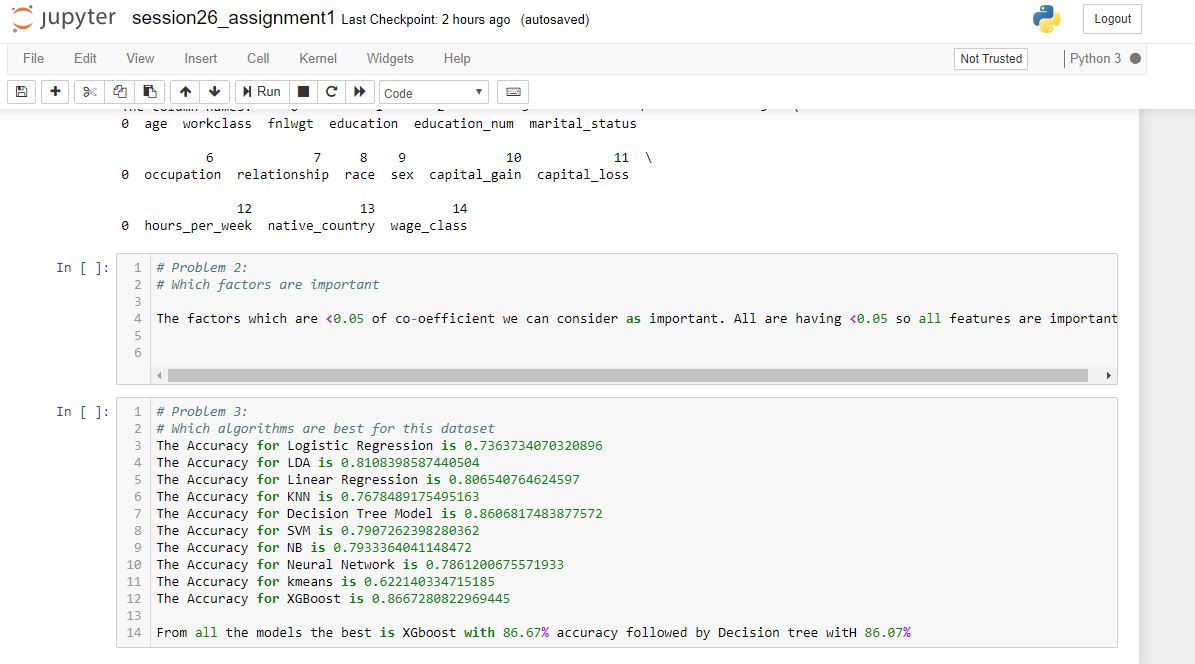 jupyter session26_assignment1 Last Checkpoint: 2 hours ago (autosaved) Logout
File Edit View Insert Cell Kernel Widgets Help Not Trusted Python 3
Run Code
0 age workclass fnlwgt education education_num marital_status
6 7 8 9 10 11 \
0 occupation relationship race sex capital_gain capital_loss
12 13 14
0 hours_per_week native_country wage_class
In [ ]: 1 # Problem 2:
2 # Which factors are important
3
4 The factors which are <0.05 of co-oefficient we can consider as important. All are having <0.05 so all features are important
5
6
In [ ]: 1 # Problem 3:
2 # Which algorithms are best for this dataset
3 The Accuracy for Logistic Regression is 0.7363734070320896
4 The Accuracy for LDA is 0.8108398587440504
5 The Accuracy for Linear Regression is 0.806540764624597
6 The Accuracy for KNN is 0.7678489175495163
7 The Accuracy for Decision Tree Model is 0.8606817483877572
8 The Accuracy for SVM is 0.7907262398280362
9 The Accuracy for NB is 0.7933364041148472
10 The Accuracy for Neural Network is 0.7861200675571933
11 The Accuracy for kmeans is 0.622140334715185
12 The Accuracy for XGBoost is 0.8667280822969445
13
14 From all the models the best is XGboost with 86.67% accuracy followed by Decision tree witH 86.07%